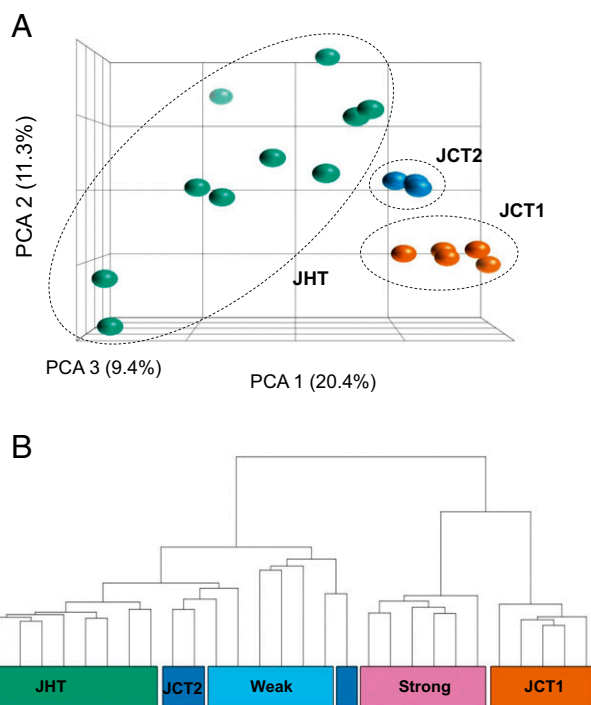 A
PCA 2 (11.3%)
JCT2
JCT1
JHT
PCA 3 (9.4%)
PCA 1 (20.4%)
B
JHT
JCT2
Weak
Strong
JCT1